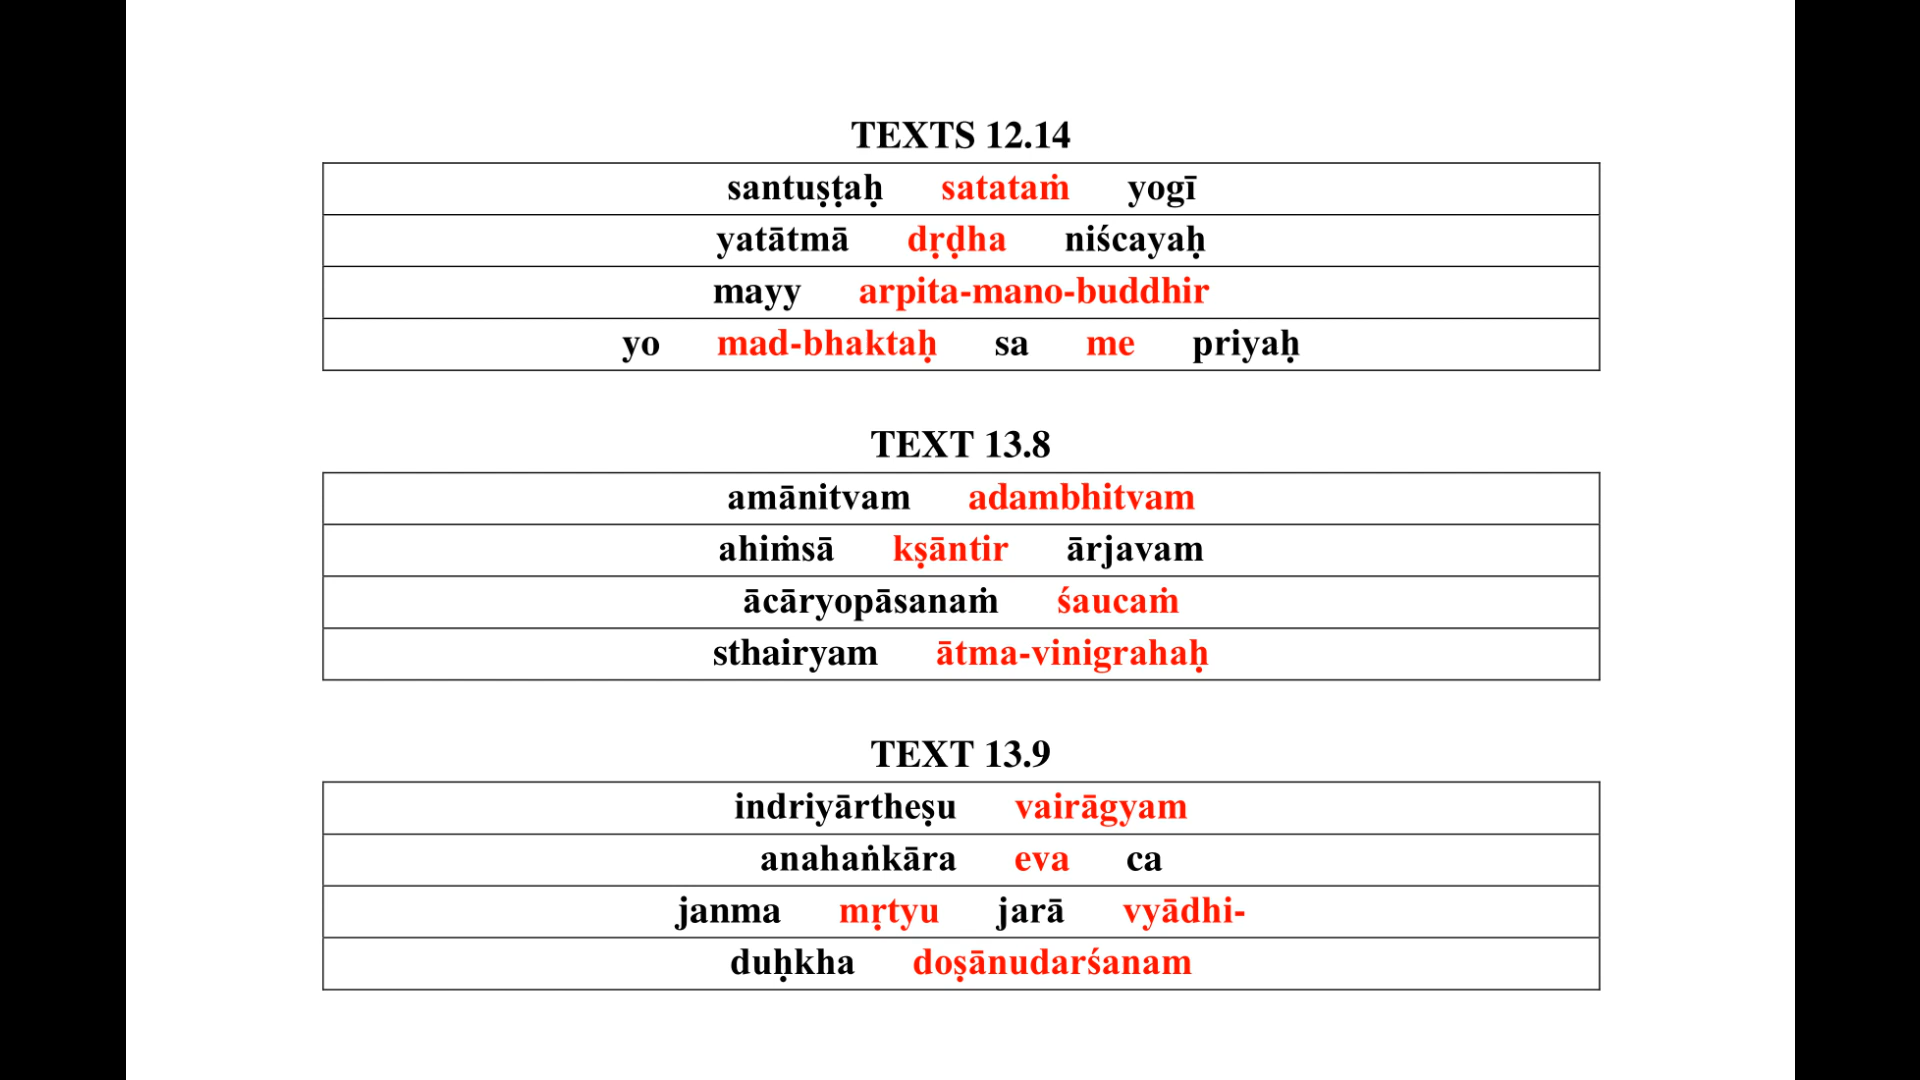 TEXTS 12.14
santuṣṭaḥ satataṁ yogī
yatātmā dṛḍha niścayaḥ
mayy arpita-mano-buddhir
yo mad-bhaktaḥ sa me priyaḥ
TEXT 13.8
amānitvam adambhitvam
ahiṁsā kṣāntir ārjavam
ācāryopāsanaṁ śaucaṁ
sthairyam ātma-vinigrahaḥ
TEXT 13.9
indriyārtheṣu vairāgyam
anahaṅkāra eva ca
janma mṛtyu jarā vyādhi-
duḥkha doṣānudarśanam